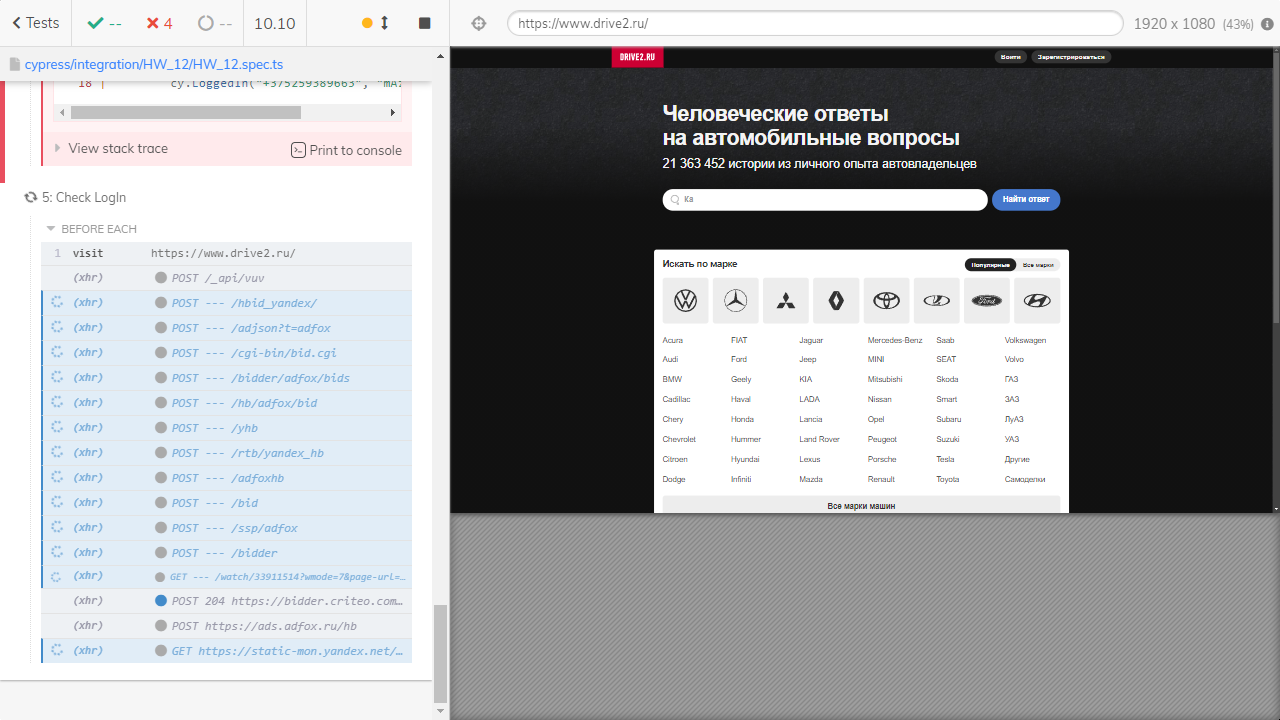 Tests
--
4
--
10.10
https://www.drive2.ru/
1920 x 1080 (43%)
cypress/integration/HW_12/HW_12.spec.ts
18 | cy.LoggedIn("+375259389663", "mAi
View stack trace
Print to console
5: Check LogIn
BEFORE EACH
1 visit https://www.drive2.ru/
(xhr) POST /_api/vuv
(xhr) POST --- /hbid_yandex/
(xhr) POST --- /adjson?t=adfox
(xhr) POST --- /cgi-bin/bid.cgi
(xhr) POST --- /bidder/adfox/bids
(xhr) POST --- /hb/adfox/bid
(xhr) POST --- /yhb
(xhr) POST --- /rtb/yandex_hb
(xhr) POST --- /adfoxhb
(xhr) POST --- /bid
(xhr) POST --- /ssp/adfox
(xhr) POST --- /bidder
(xhr) GET --- /watch/33911514?wmode=7&page-url=…
(xhr) POST 204 https://bidder.criteo.com…
(xhr) POST https://ads.adfox.ru/hb
(xhr) GET https://static-mon.yandex.net/…
DRIVE2.RU
Войти
Зарегистрироваться
Человеческие ответы
на автомобильные вопросы
21 363 452 истории из личного опыта автовладельцев
Ка
Найти ответ
Искать по марке
Популярные
Все марки
Ford
Acura FIAT Jaguar Mercedes-Benz Saab Volkswagen
Audi Ford Jeep MINI SEAT Volvo
BMW Geely KIA Mitsubishi Skoda ГАЗ
Cadillac Haval LADA Nissan Smart ЗАЗ
Chery Honda Lancia Opel Subaru ЛуАЗ
Chevrolet Hummer Land Rover Peugeot Suzuki УАЗ
Citroen Hyundai Lexus Porsche Tesla Другие
Dodge Infiniti Mazda Renault Toyota Самоделки
Все марки машин